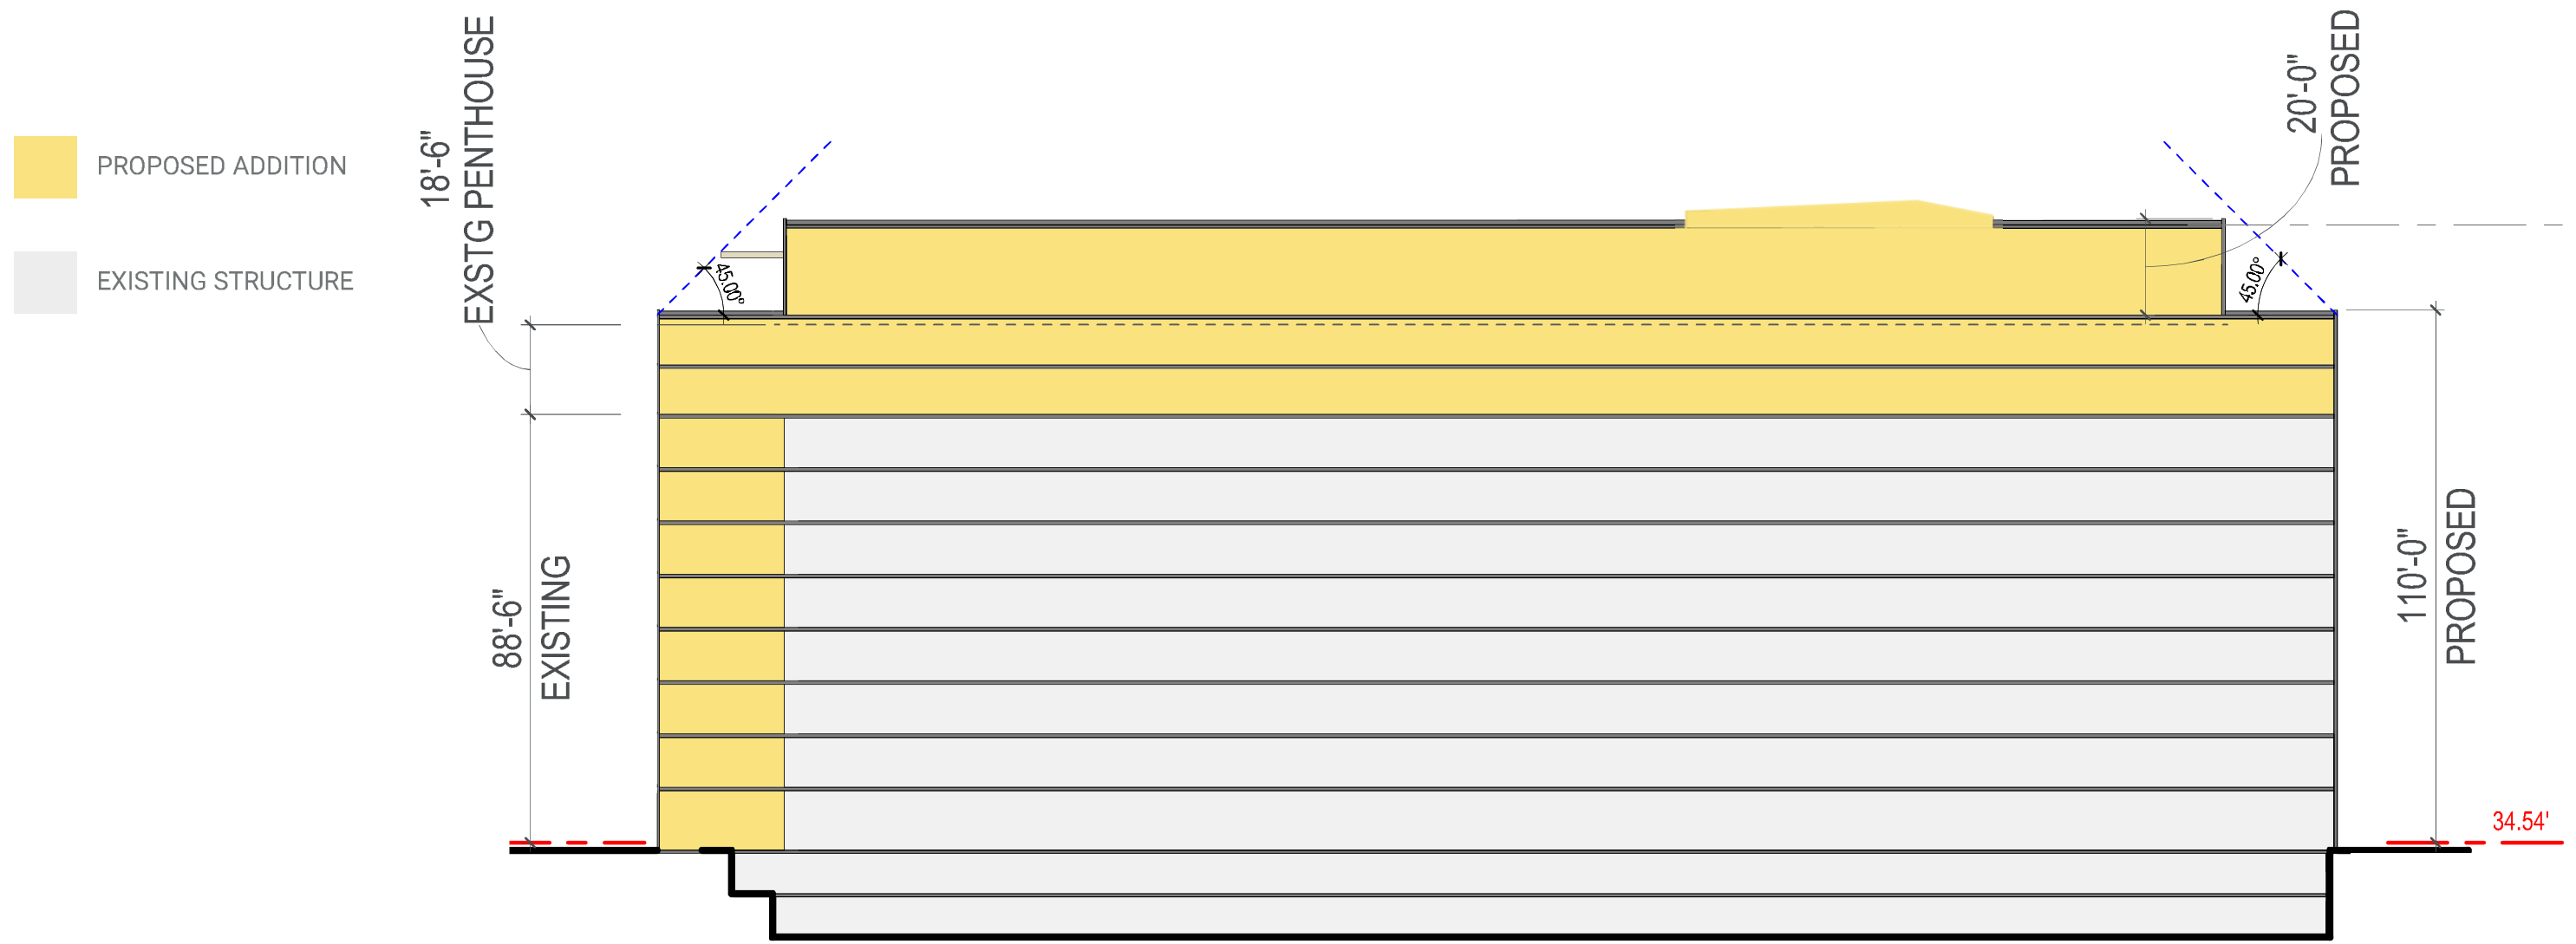 PROPOSED ADDITION
EXISTING STRUCTURE
18'-6"
EXSTG PENTHOUSE
20'-0"
PROPOSED
45.00°
45.00°
88'-6"
EXISTING
110'-0"
PROPOSED
34.54'